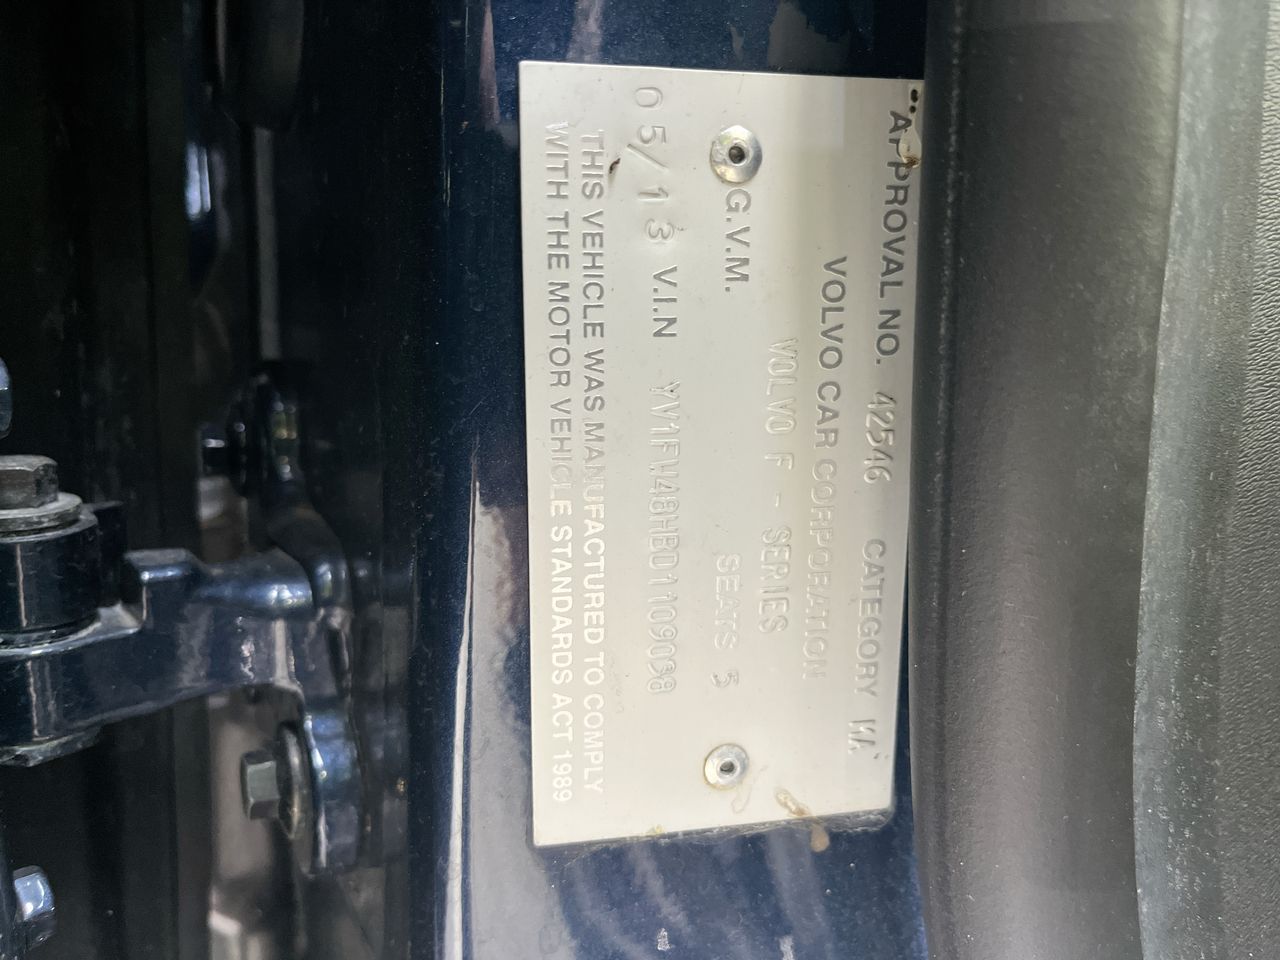 APPROVAL NO. 42546 CATEGORY MA
VOLVO CAR CORPORATION
VOLVO F - SERIES
G.V.M. SEATS 5
05/13 V.I.N YV1FW48HBD1109038
THIS VEHICLE WAS MANUFACTURED TO COMPLY
WITH THE MOTOR VEHICLE STANDARDS ACT 1989